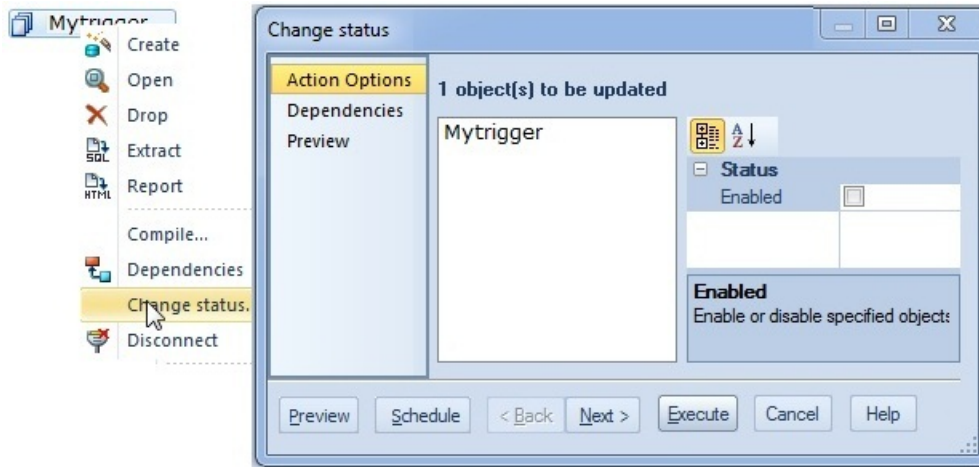 Mytrigger
Create
Open
Drop
SQL Extract
HTML Report
Compile...
Dependencies
Change status.
Disconnect
Change status
Action Options
Dependencies
Preview
1 object(s) to be updated
Mytrigger
A Z
Status
Enabled
Enabled
Enable or disable specified objects
Preview Schedule < Back Next > Execute Cancel Help